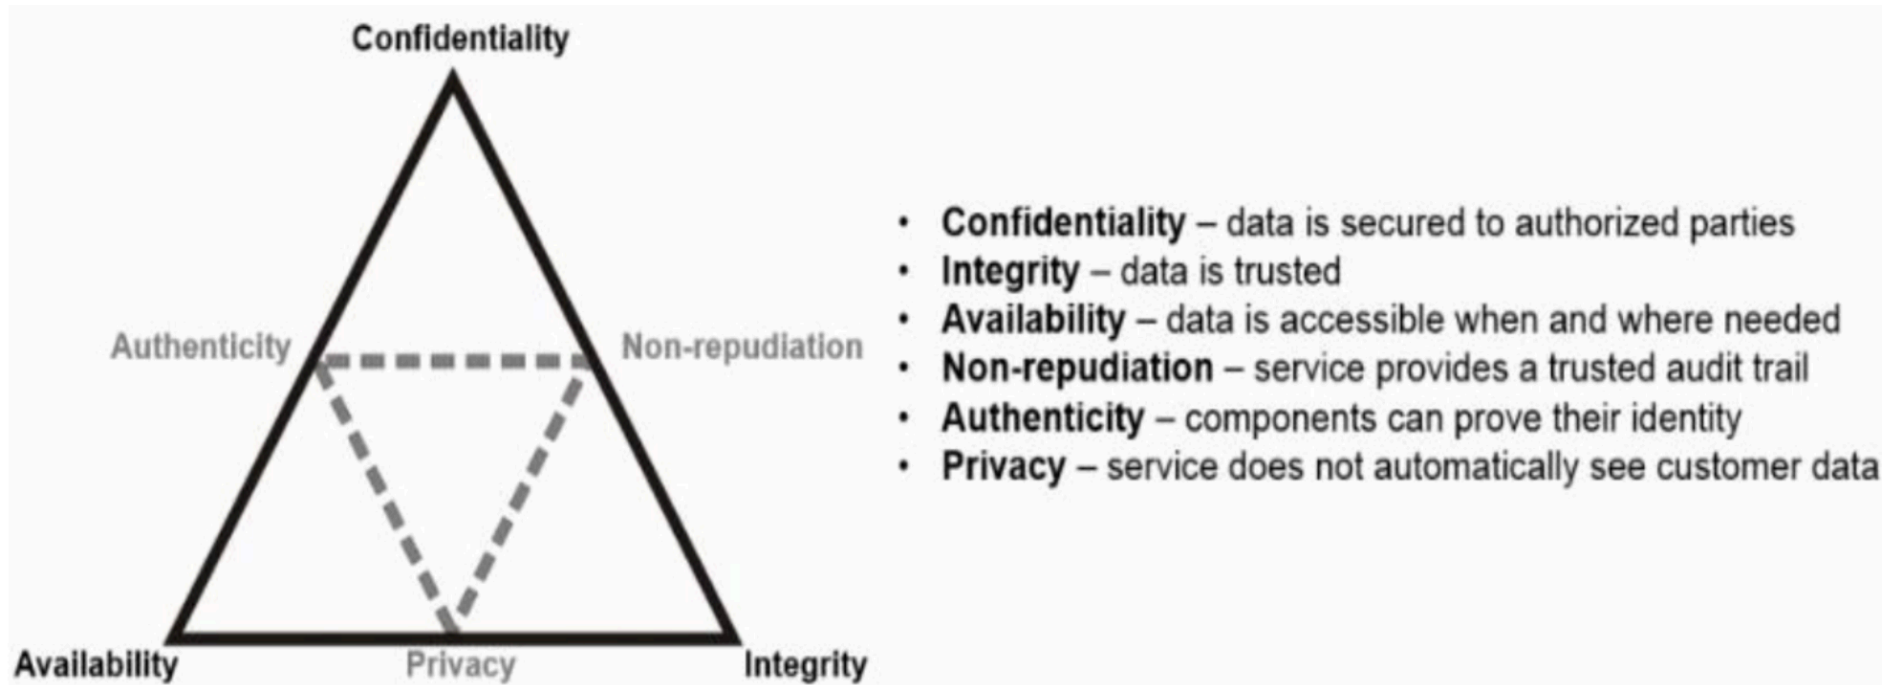 Confidentiality
Authenticity
Non-repudiation
Availability
Privacy
Integrity
• Confidentiality – data is secured to authorized parties
• Integrity – data is trusted
• Availability – data is accessible when and where needed
• Non-repudiation – service provides a trusted audit trail
• Authenticity – components can prove their identity
• Privacy – service does not automatically see customer data